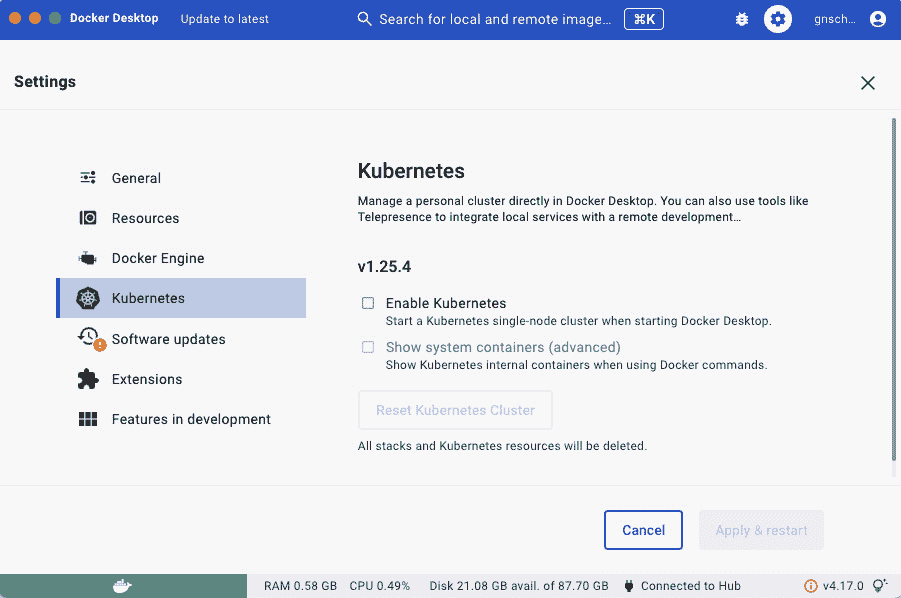 Docker Desktop Update to latest Search for local and remote image... ⌘K gnsch...
Settings
General
Resources
Docker Engine
Kubernetes
Software updates
Extensions
Features in development
Kubernetes
Manage a personal cluster directly in Docker Desktop. You can also use tools like
Telepresence to integrate local services with a remote development...
v1.25.4
Enable Kubernetes
Start a Kubernetes single-node cluster when starting Docker Desktop.
Show system containers (advanced)
Show Kubernetes internal containers when using Docker commands.
Reset Kubernetes Cluster
All stacks and Kubernetes resources will be deleted.
Cancel Apply & restart
RAM 0.58 GB CPU 0.49% Disk 21.08 GB avail. of 87.70 GB Connected to Hub v4.17.0